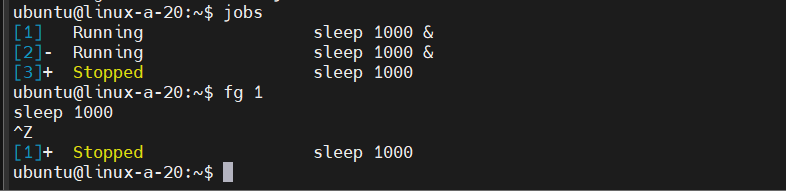 ubuntu@linux-a-20:~$ jobs
[1]   Running                 sleep 1000 &
[2]-  Running                 sleep 1000 &
[3]+  Stopped                 sleep 1000
ubuntu@linux-a-20:~$ fg 1
sleep 1000
^Z
[1]+  Stopped                 sleep 1000
ubuntu@linux-a-20:~$